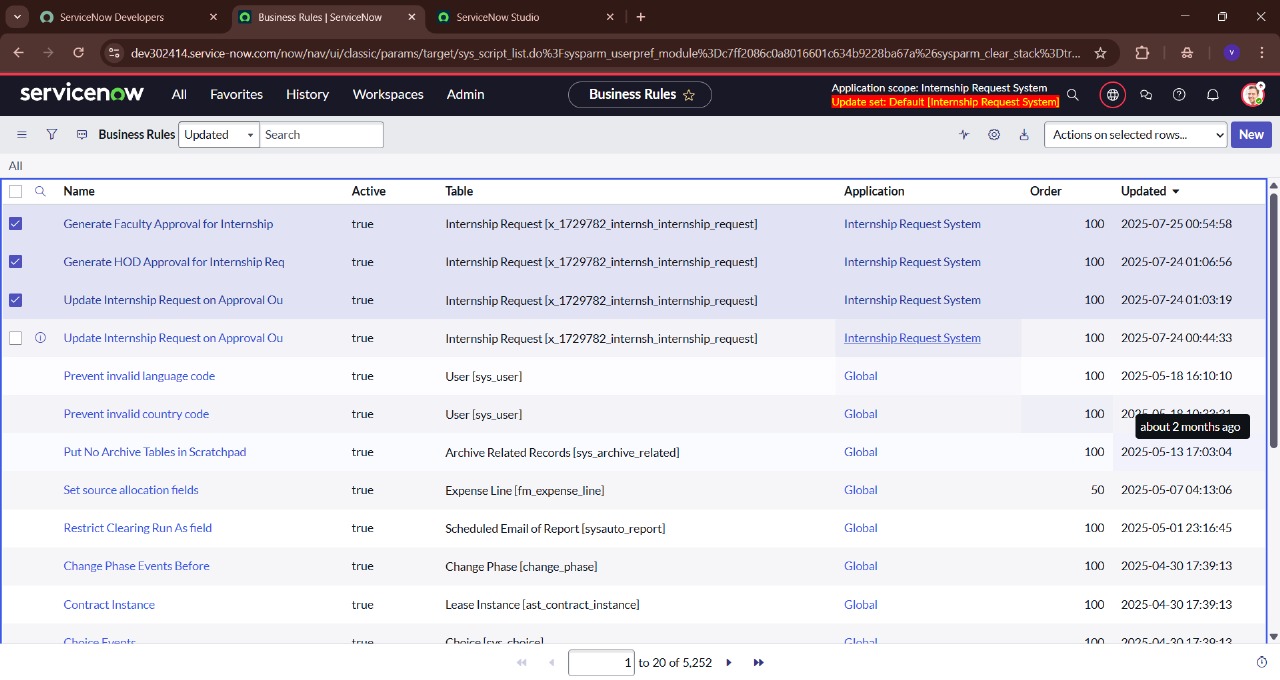 ServiceNow Developers
Business Rules | ServiceNow
ServiceNow Studio
dev302414.service-now.com/now/nav/ui/classic/params/target/sys_script_list.do%3Fsysparm_userpref_module%3Dc7ff2086c0a8016601c634b9228ba67a%26sysparm_clear_stack%3Dtr...
V
servicenow All Favorites History Workspaces Admin Business Rules
Application scope: Internship Request System
Update set: Default [Internship Request System]
Business Rules Updated Search Actions on selected rows... New
All
Name Active Table Application Order Updated
Generate Faculty Approval for Internship true Internship Request [x_1729782_internsh_internship_request] Internship Request System 100 2025-07-25 00:54:58
Generate HOD Approval for Internship Req true Internship Request [x_1729782_internsh_internship_request] Internship Request System 100 2025-07-24 01:06:56
Update Internship Request on Approval Ou true Internship Request [x_1729782_internsh_internship_request] Internship Request System 100 2025-07-24 01:03:19
Update Internship Request on Approval Ou true Internship Request [x_1729782_internsh_internship_request] Internship Request System 100 2025-07-24 00:44:33
Prevent invalid language code true User [sys_user] Global 100 2025-05-18 16:10:10
Prevent invalid country code true User [sys_user] Global 100
about 2 months ago
Put No Archive Tables in Scratchpad true Archive Related Records [sys_archive_related] Global 100 2025-05-13 17:03:04
Set source allocation fields true Expense Line [fm_expense_line] Global 50 2025-05-07 04:13:06
Restrict Clearing Run As field true Scheduled Email of Report [sysauto_report] Global 100 2025-05-01 23:16:45
Change Phase Events Before true Change Phase [change_phase] Global 100 2025-04-30 17:39:13
Contract Instance true Lease Instance [ast_contract_instance] Global 100 2025-04-30 17:39:13
Choice Events true Choice [sys_choice] Global 100 2025-04-30 17:39:13
1 to 20 of 5,252